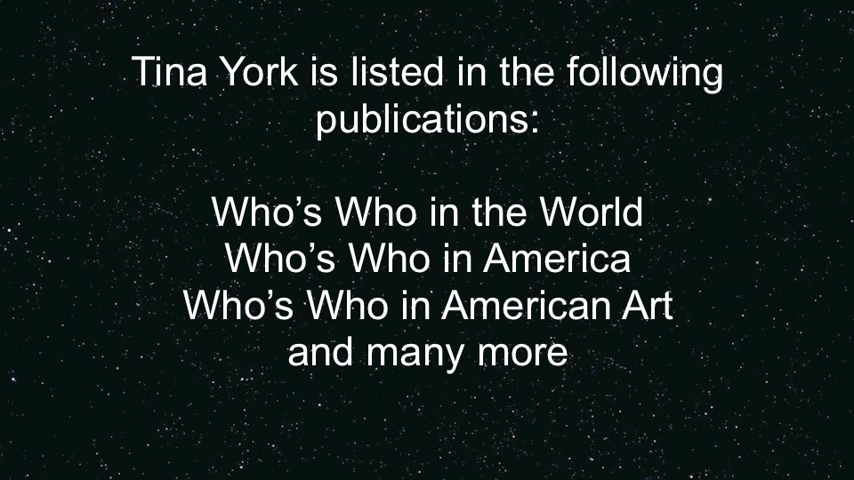 Tina York is listed in the following
publications:
Who’s Who in the World
Who’s Who in America
Who’s Who in American Art
and many more